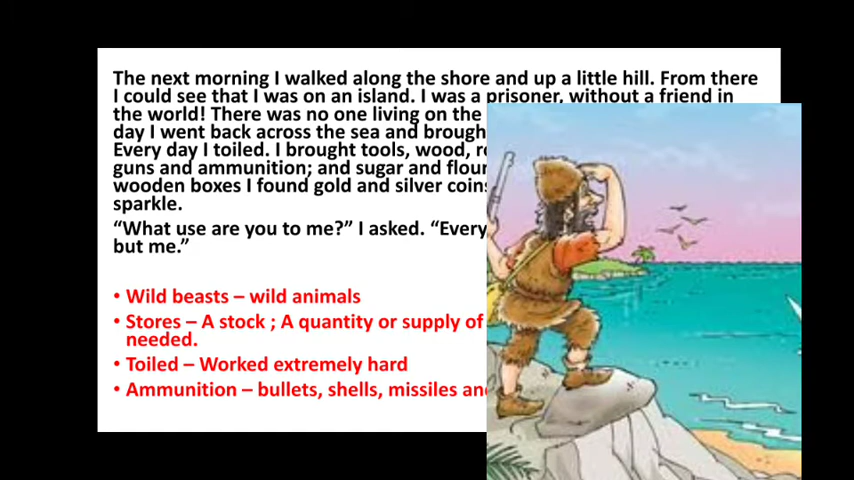 The next morning I walked along the shore and up a little hill. From there
I could see that I was on an island. I was a prisoner, without a friend in
the world! There was no one living on the
day I went back across the sea and brough
Every day I toiled. I brought tools, wood, r
guns and ammunition; and sugar and flour
wooden boxes I found gold and silver coins
sparkle.
“What use are you to me?” I asked. “Every
but me.”
• Wild beasts – wild animals
• Stores – A stock ; A quantity or supply of
needed.
• Toiled – Worked extremely hard
• Ammunition – bullets, shells, missiles an